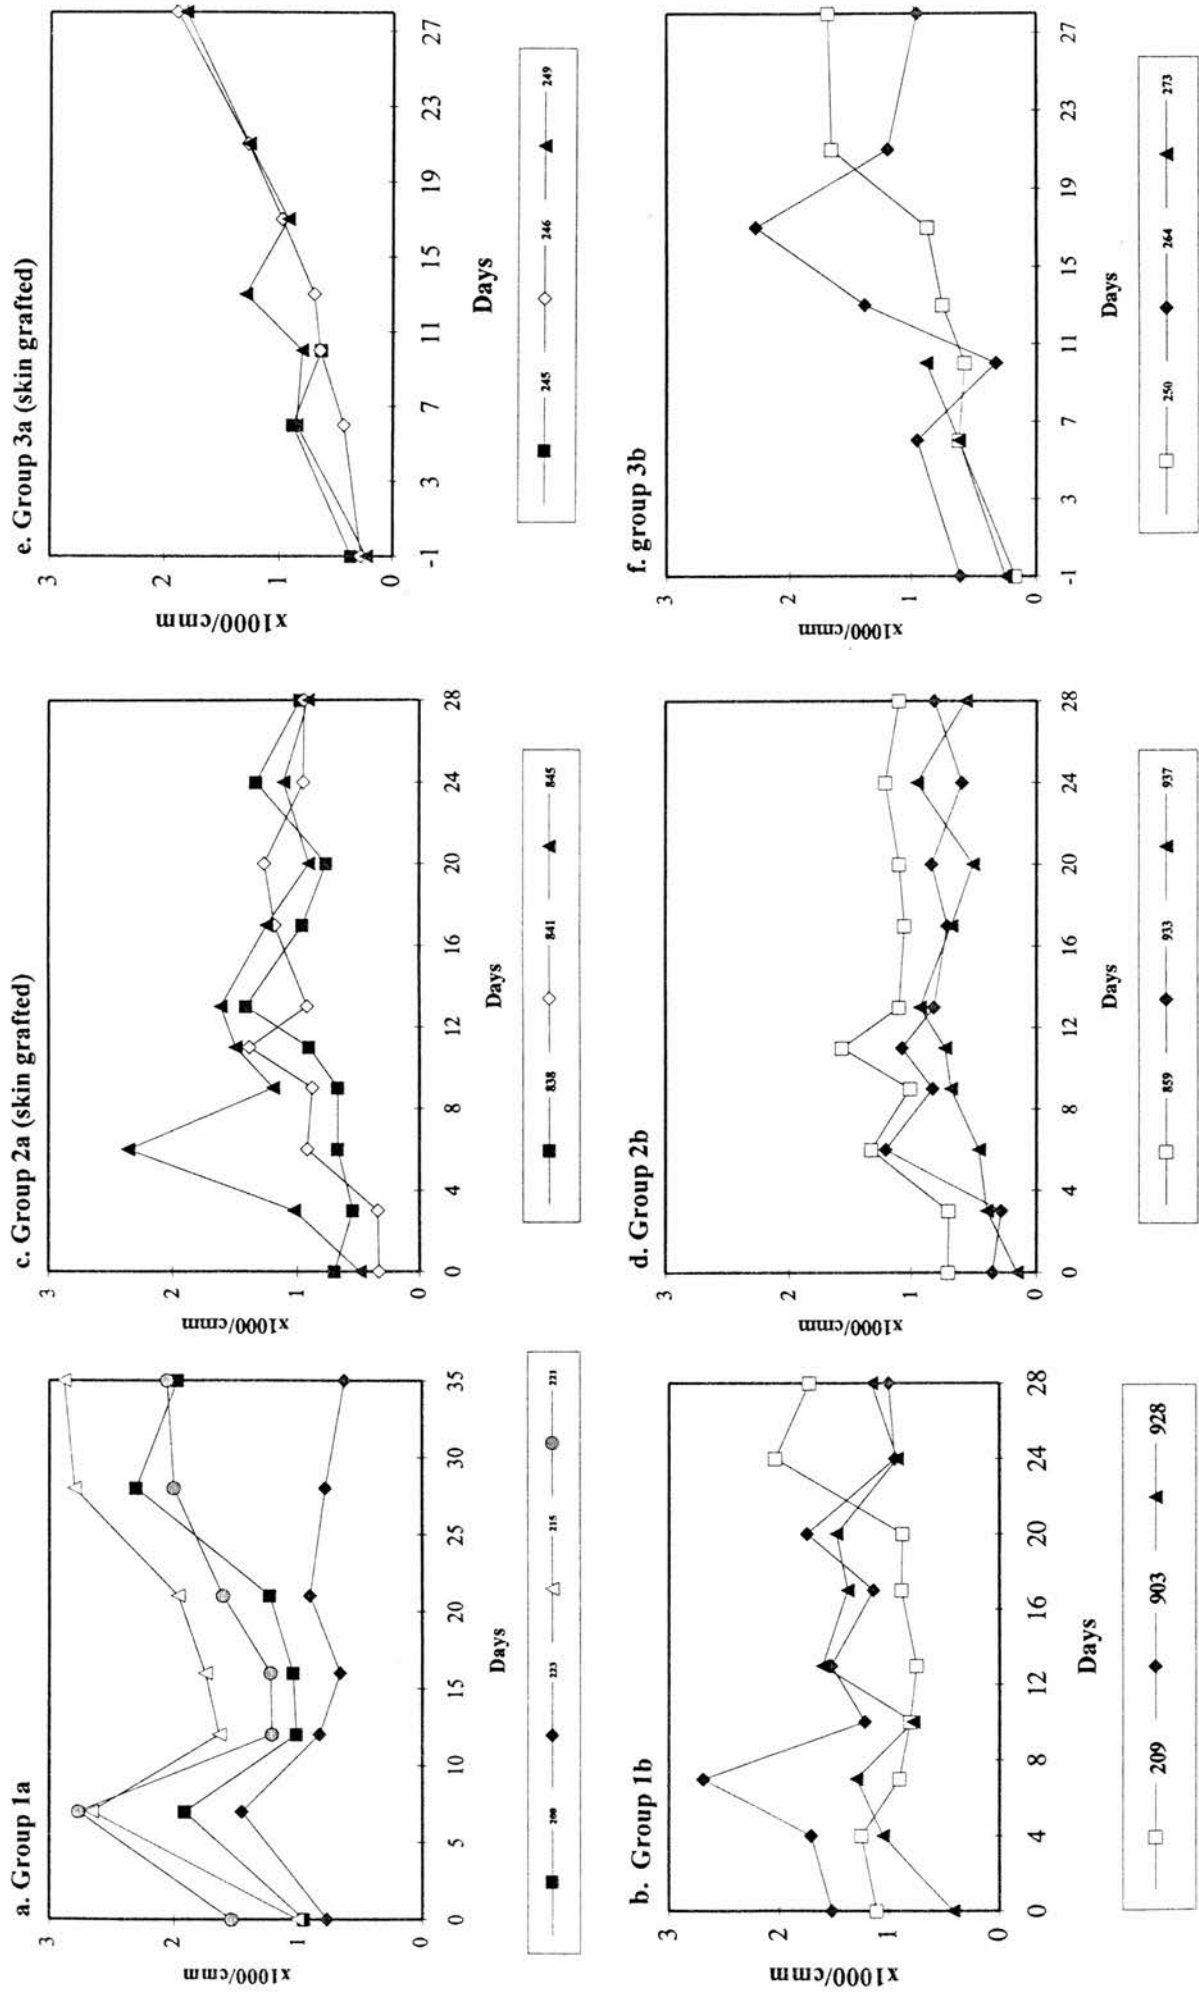 a. Group 1a
x1000/cmm
3
2
1
0
0 5 10 15 20 25 30 35
Days
200 223 215 221
c. Group 2a (skin grafted)
x1000/cmm
3
2
1
0
0 4 8 12 16 20 24 28
Days
838 841 845
e. Group 3a (skin grafted)
x1000/cmm
3
2
1
0
-1 3 7 11 15 19 23 27
Days
245 246 249
b. Group 1b
x1000/cmm
3
2
1
0
0 4 8 12 16 20 24 28
Days
209 903 928
d. Group 2b
x1000/cmm
3
2
1
0
0 4 8 12 16 20 24 28
Days
859 933 937
f. group 3b
x1000/cmm
3
2
1
0
-1 3 7 11 15 19 23 27
Days
250 264 273